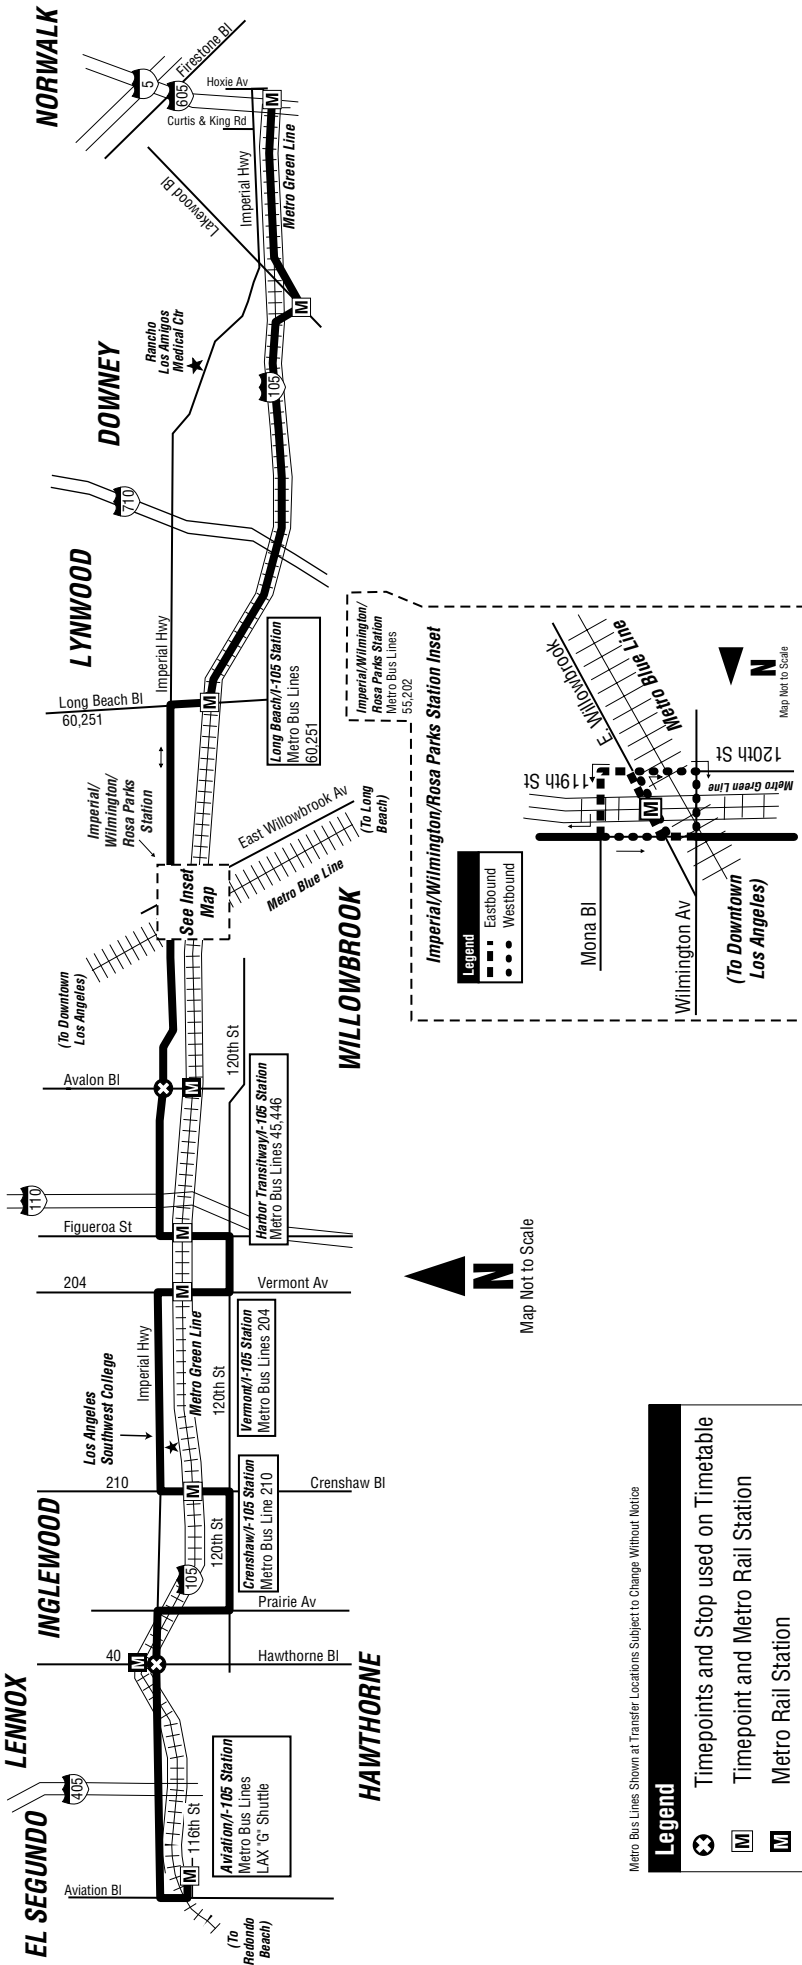 EL SEGUNDO
LENNOX
INGLEWOOD
HAWTHORNE
WILLOWBROOK
LYNWOOD
DOWNEY
NORWALK
Aviation Bl
(To
Redondo
Beach)
M
116th St
405
Aviation/I-105 Station
Metro Bus Lines
LAX "G" Shuttle
40
M
Hawthorne Bl
Prairie Av
105
120th St
210
M
Crenshaw Bl
Crenshaw/I-105 Station
Metro Bus Line 210
Los Angeles
Southwest College
Imperial Hwy
Metro Green Line
120th St
204
M
Vermont Av
Vermont/I-105 Station
Metro Bus Lines 204
Figueroa St
M
110
Harbor Transitway/I-105 Station
Metro Bus Lines 45,446
Avalon Bl
M
120th St
(To Downtown
Los Angeles)
See Inset
Map
Imperial/
Wilmington/
Rosa Parks
Station
East Willowbrook Av
Metro Blue Line
(To Long
Beach)
Long Beach Bl
60,251
Imperial Hwy
M
Long Beach/I-105 Station
Metro Bus Lines
60,251
710
105
Rancho
Los Amigos
Medical Ctr
M
Lakewood Bl
Imperial Hwy
Metro Green Line
Curtis & King Rd
Hoxie Av
M
605
5
Firestone Bl
Imperial/Wilmington/
Rosa Parks Station
Metro Bus Lines
55,202
Imperial/Wilmington/Rosa Parks Station Inset
Legend
Eastbound
Westbound
Mona Bl
Wilmington Av
(To Downtown
Los Angeles)
119th St
120th St
M
E. Willowbrook
Metro Blue Line
Metro Green Line
N
Map Not to Scale
N
Map Not to Scale
Metro Bus Lines Shown at Transfer Locations Subject to Change Without Notice
Legend
Timepoints and Stop used on Timetable
M Timepoint and Metro Rail Station
M Metro Rail Station